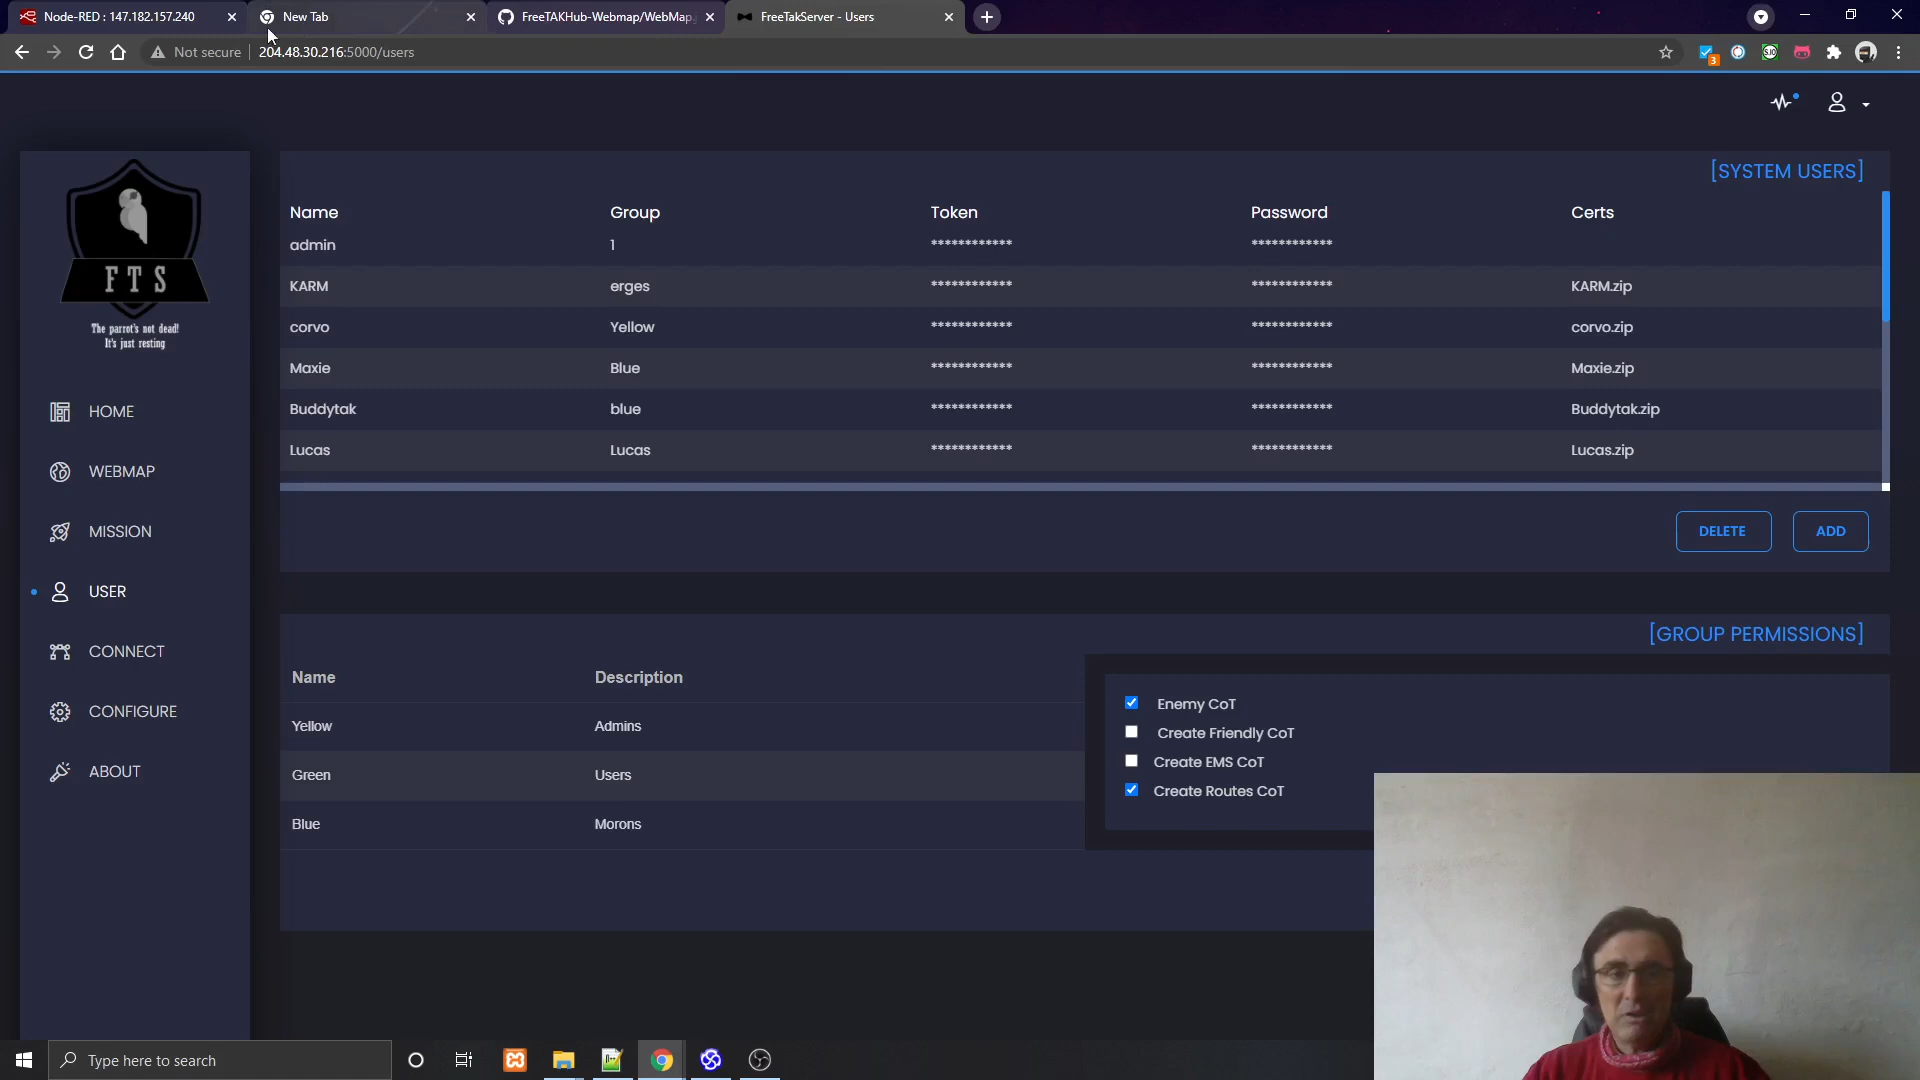 Node-RED : 147.182.157.240
New Tab
FreeTAKHub-Webmap/WebMap.
FreeTakServer - Users
Not secure
204.48.30.216:5000/users
3
[SYSTEM USERS]
Name Group Token Password Certs
admin 1 ************ ************
KARM erges ************ ************ KARM.zip
corvo Yellow ************ ************ corvo.zip
Maxie Blue ************ ************ Maxie.zip
Buddytak blue ************ ************ Buddytak.zip
Lucas Lucas ************ ************ Lucas.zip
DELETE ADD
FTS
The parrot's not dead!
It's just resting
HOME
WEBMAP
MISSION
USER
CONNECT
CONFIGURE
ABOUT
[GROUP PERMISSIONS]
Name Description
Yellow Admins
Green Users
Blue Morons
Enemy CoT
Create Friendly CoT
Create EMS CoT
Create Routes CoT
Type here to search